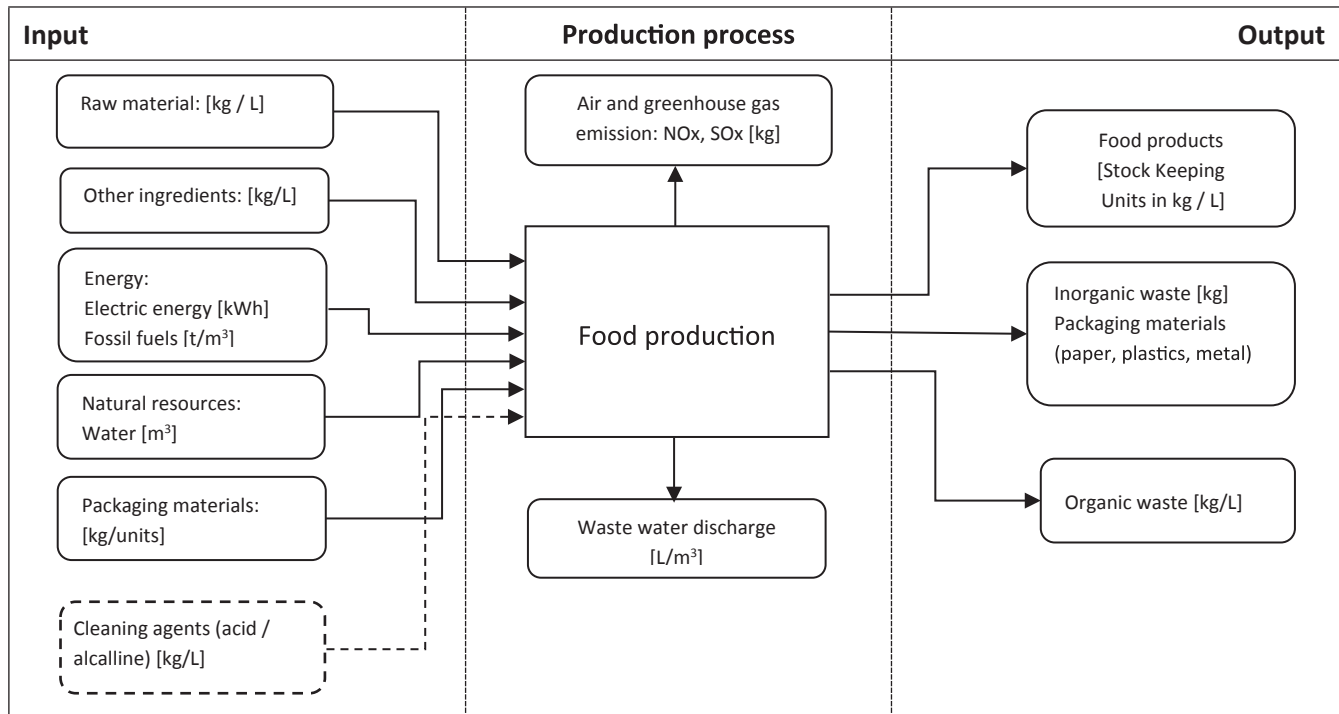 Input
Production process
Output
Raw material: [kg / L]
Other ingredients: [kg/L]
Energy:
Electric energy [kWh]
Fossil fuels [t/m³]
Natural resources:
Water [m³]
Packaging materials:
[kg/units]
Cleaning agents (acid /
alcalline) [kg/L]
Air and greenhouse gas
emission: NOx, SOx [kg]
Food production
Waste water discharge
[L/m³]
Food products
[Stock Keeping
Units in kg / L]
Inorganic waste [kg]
Packaging materials
(paper, plastics, metal)
Organic waste [kg/L]